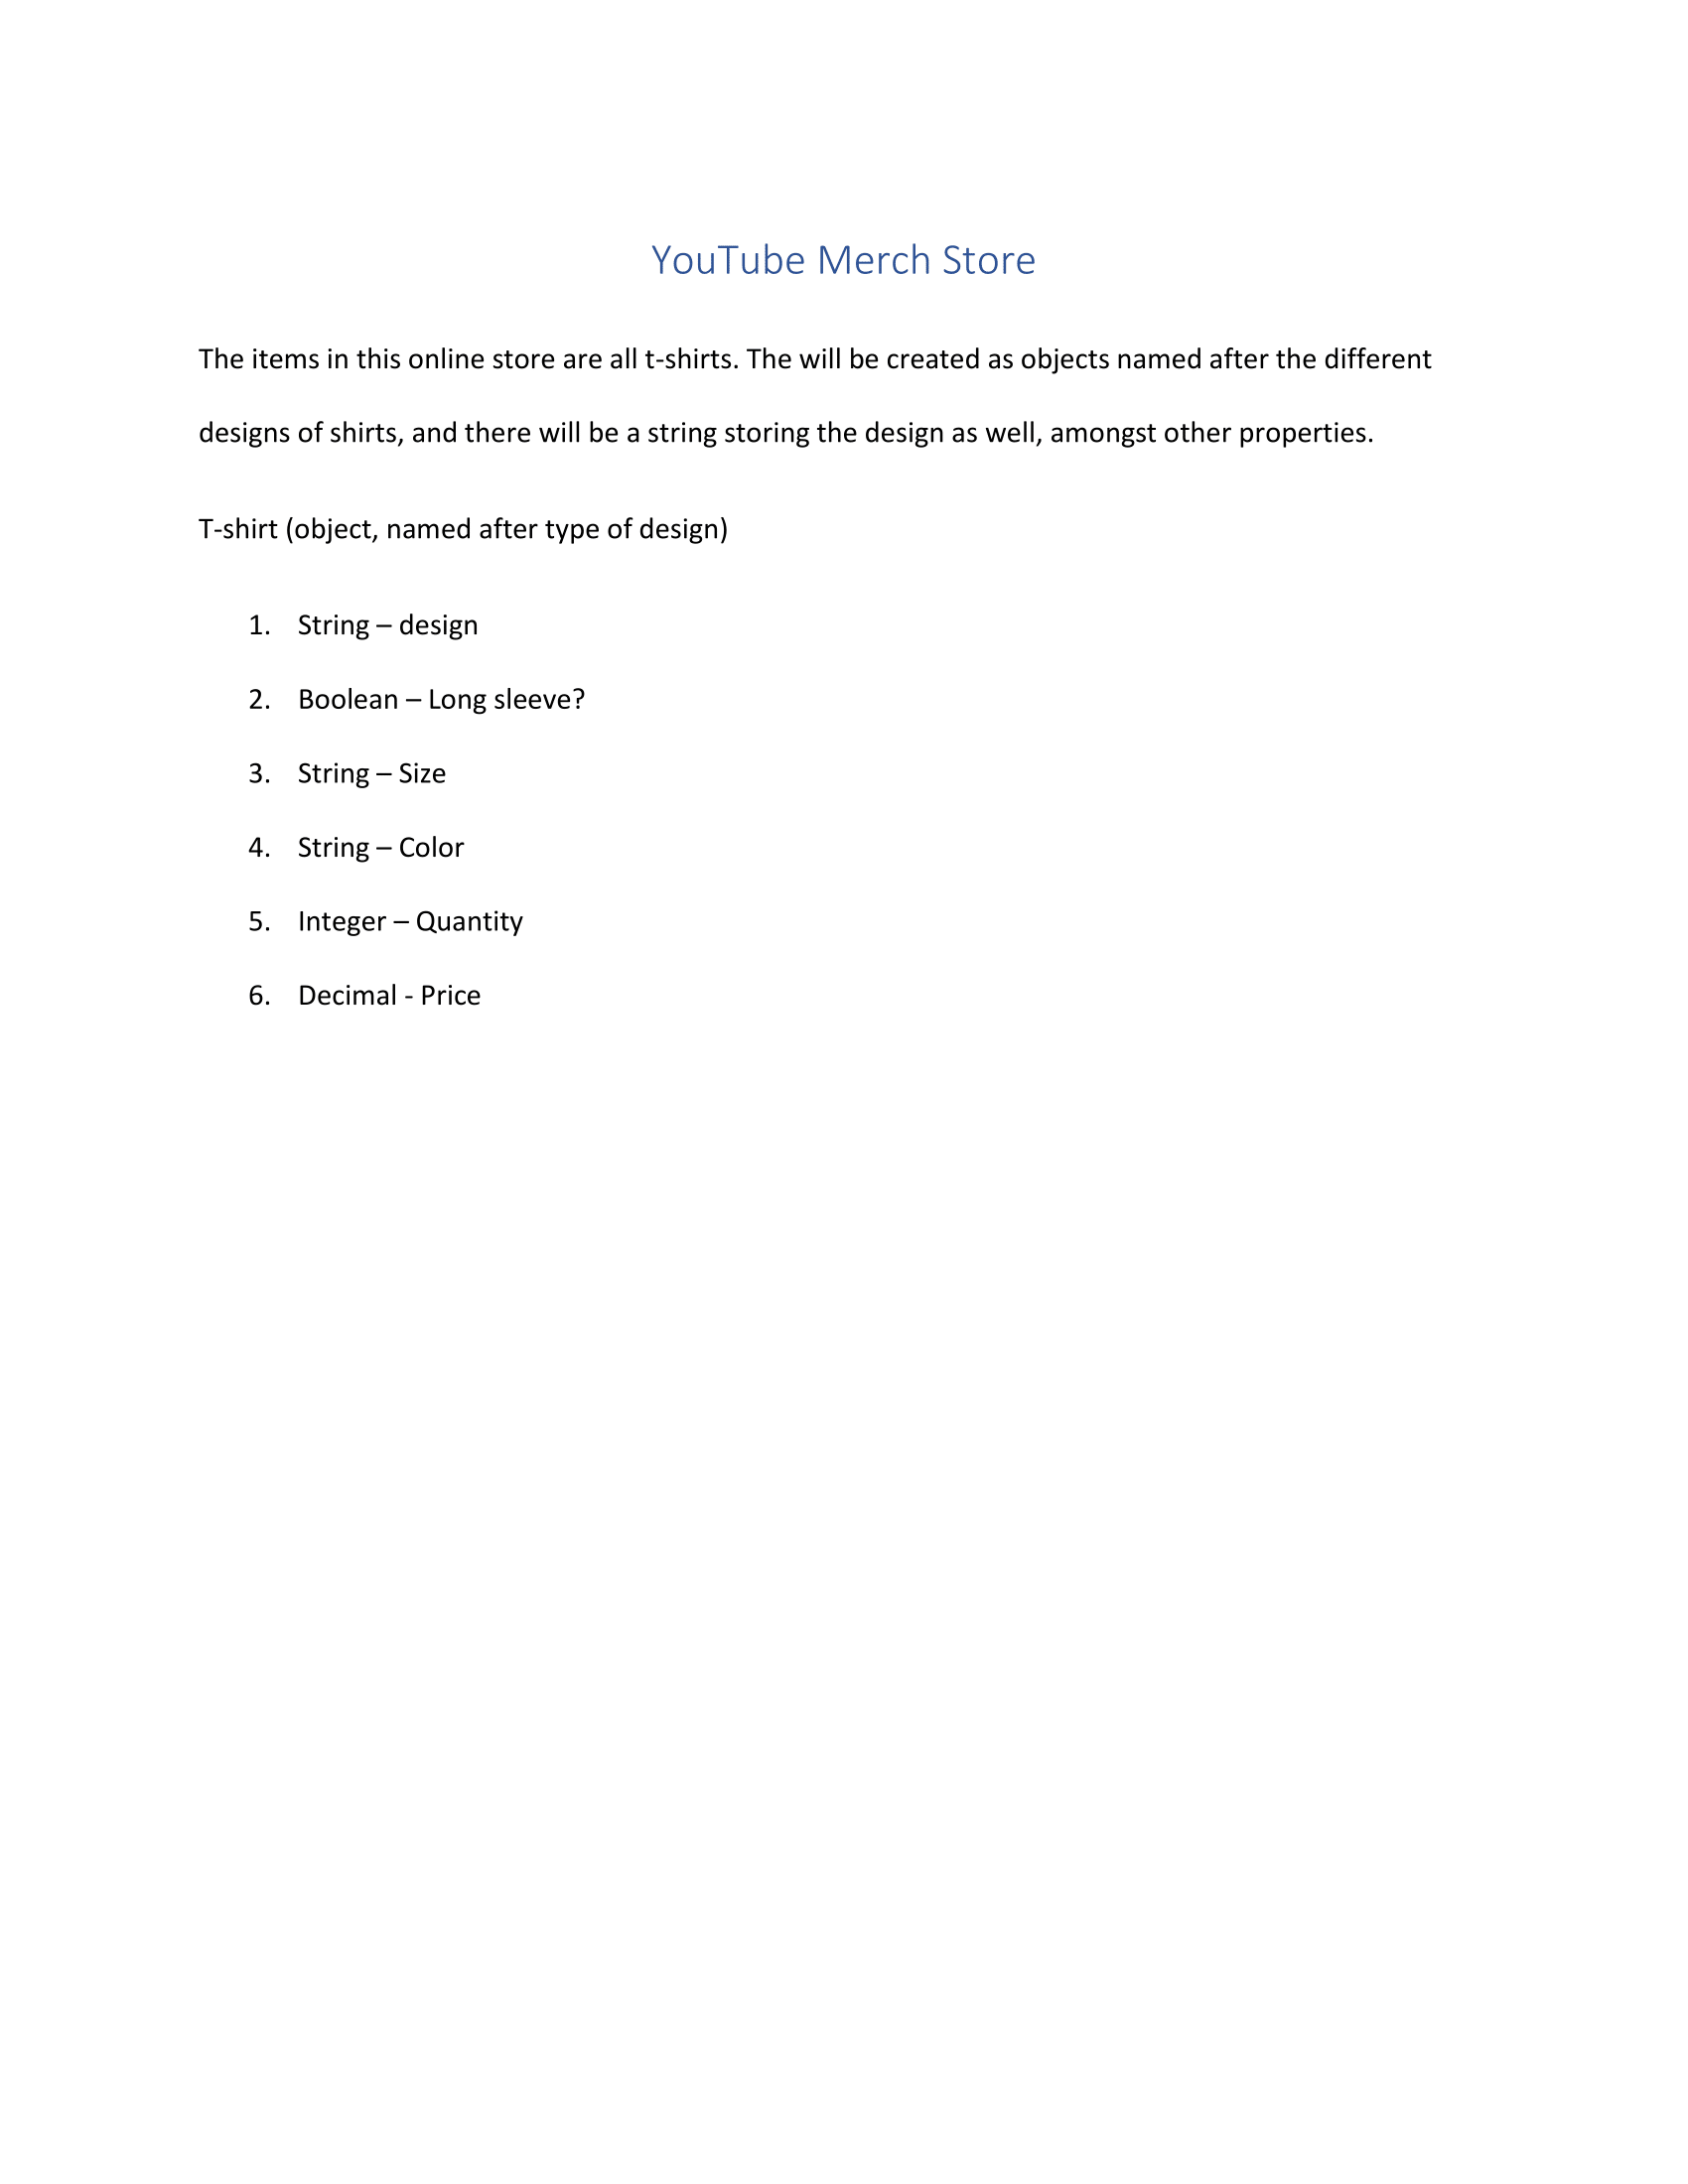 YouTube Merch Store
The items in this online store are all t-shirts. The will be created as objects named after the different
designs of shirts, and there will be a string storing the design as well, amongst other properties.
T-shirt (object, named after type of design)
1. String – design
2. Boolean – Long sleeve?
3. String – Size
4. String – Color
5. Integer – Quantity
6. Decimal - Price